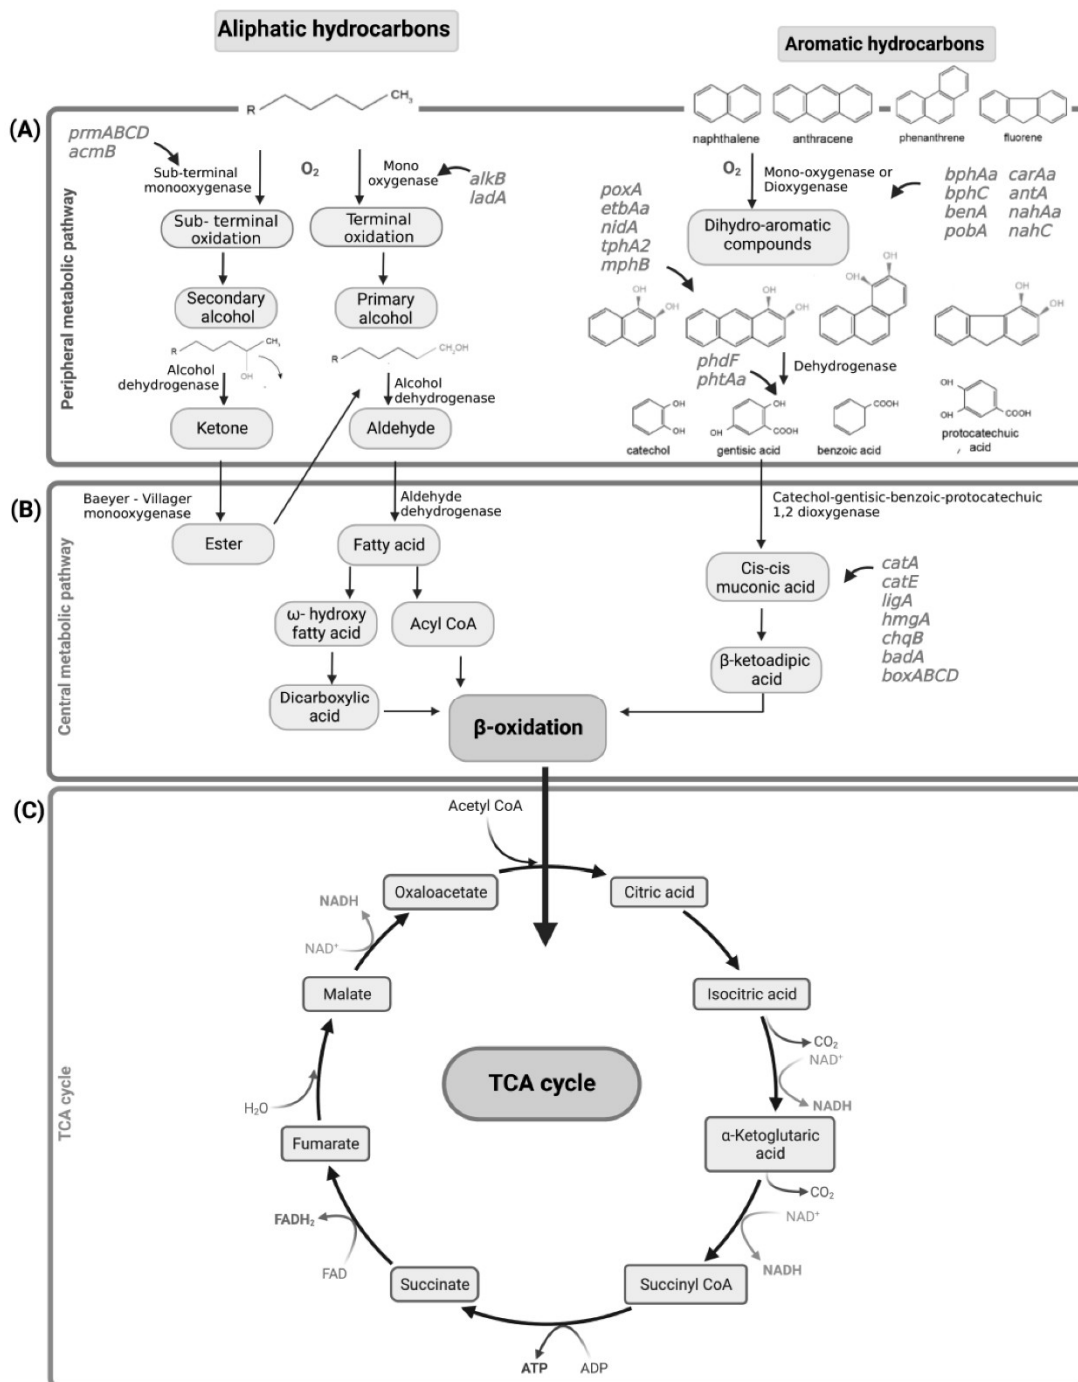 Aliphatic hydrocarbons
Aromatic hydrocarbons
(A)
Peripheral metabolic pathway
R
CH₃
naphthalene
anthracene
phenanthrene
fluorene
prmABCD
acmB
Sub-terminal
monooxygenase
O₂
Mono
oxygenase
alkB
ladA
O₂
Mono-oxygenase or
Dioxygenase
bphAa carAa
bphC antA
benA nahAa
pobA nahC
poxA
etbAa
nidA
tphA2
mphB
Sub- terminal
oxidation
Terminal
oxidation
Dihydro-aromatic
compounds
Secondary
alcohol
Primary
alcohol
OH
OH
OH
OH
OH
OH
OH
OH
R
CH₃
OH
R
CH₂OH
Alcohol
dehydrogenase
Alcohol
dehydrogenase
phdF
phtAa
Dehydrogenase
Ketone
Aldehyde
OH
OH
catechol
OH
OH
COOH
gentisic acid
COOH
benzoic acid
OH
OH
COOH
protocatechuic
acid
(B)
Central metabolic pathway
Baeyer - Villager
monooxygenase
Aldehyde
dehydrogenase
Catechol-gentisic-benzoic-protocatechuic
1,2 dioxygenase
Ester
Fatty acid
Cis-cis
muconic acid
catA
catE
ligA
hmgA
chqB
badA
boxABCD
ω- hydroxy
fatty acid
Acyl CoA
β-ketoadipic
acid
Dicarboxylic
acid
β-oxidation
(C)
TCA cycle
Acetyl CoA
Oxaloacetate
Citric acid
NADH
NAD⁺
Malate
Isocitric acid
CO₂
NAD⁺
NADH
TCA cycle
H₂O
Fumarate
α-Ketoglutaric
acid
CO₂
NAD⁺
NADH
FADH₂
FAD
Succinate
Succinyl CoA
ATP
ADP